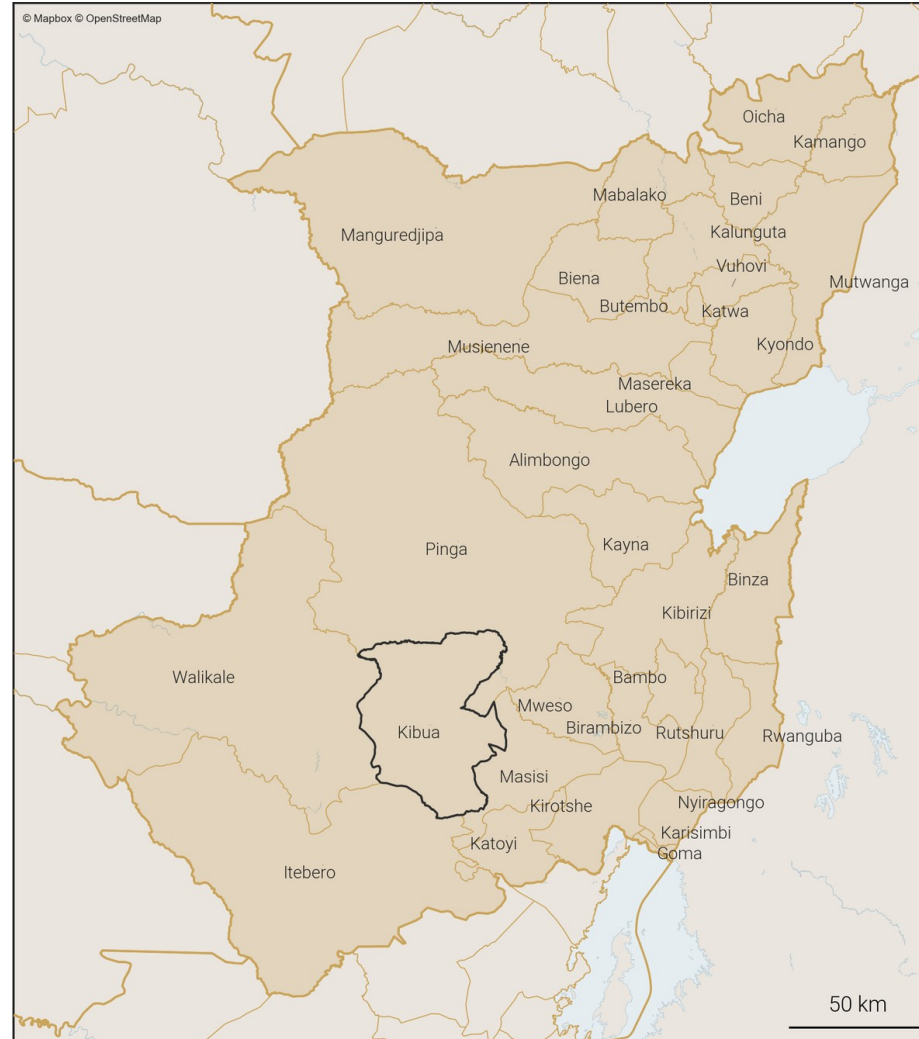 © Mapbox © OpenStreetMap
Oicha
Kamango
Mabalako
Beni
Manguredjipa
Kalunguta
Vuhovi
Biena
Mutwanga
Butembo
Katwa
Musienene
Kyondo
Masereka
Lubero
Alimbongo
Pinga
Kayna
Binza
Kibirizi
Walikale
Bambo
Mweso
Birambizo
Kibua
Rutshuru
Rwanguba
Masisi
Kirotshe
Nyiragongo
Karisimbi
Katoyi
Goma
Itebero
50 km